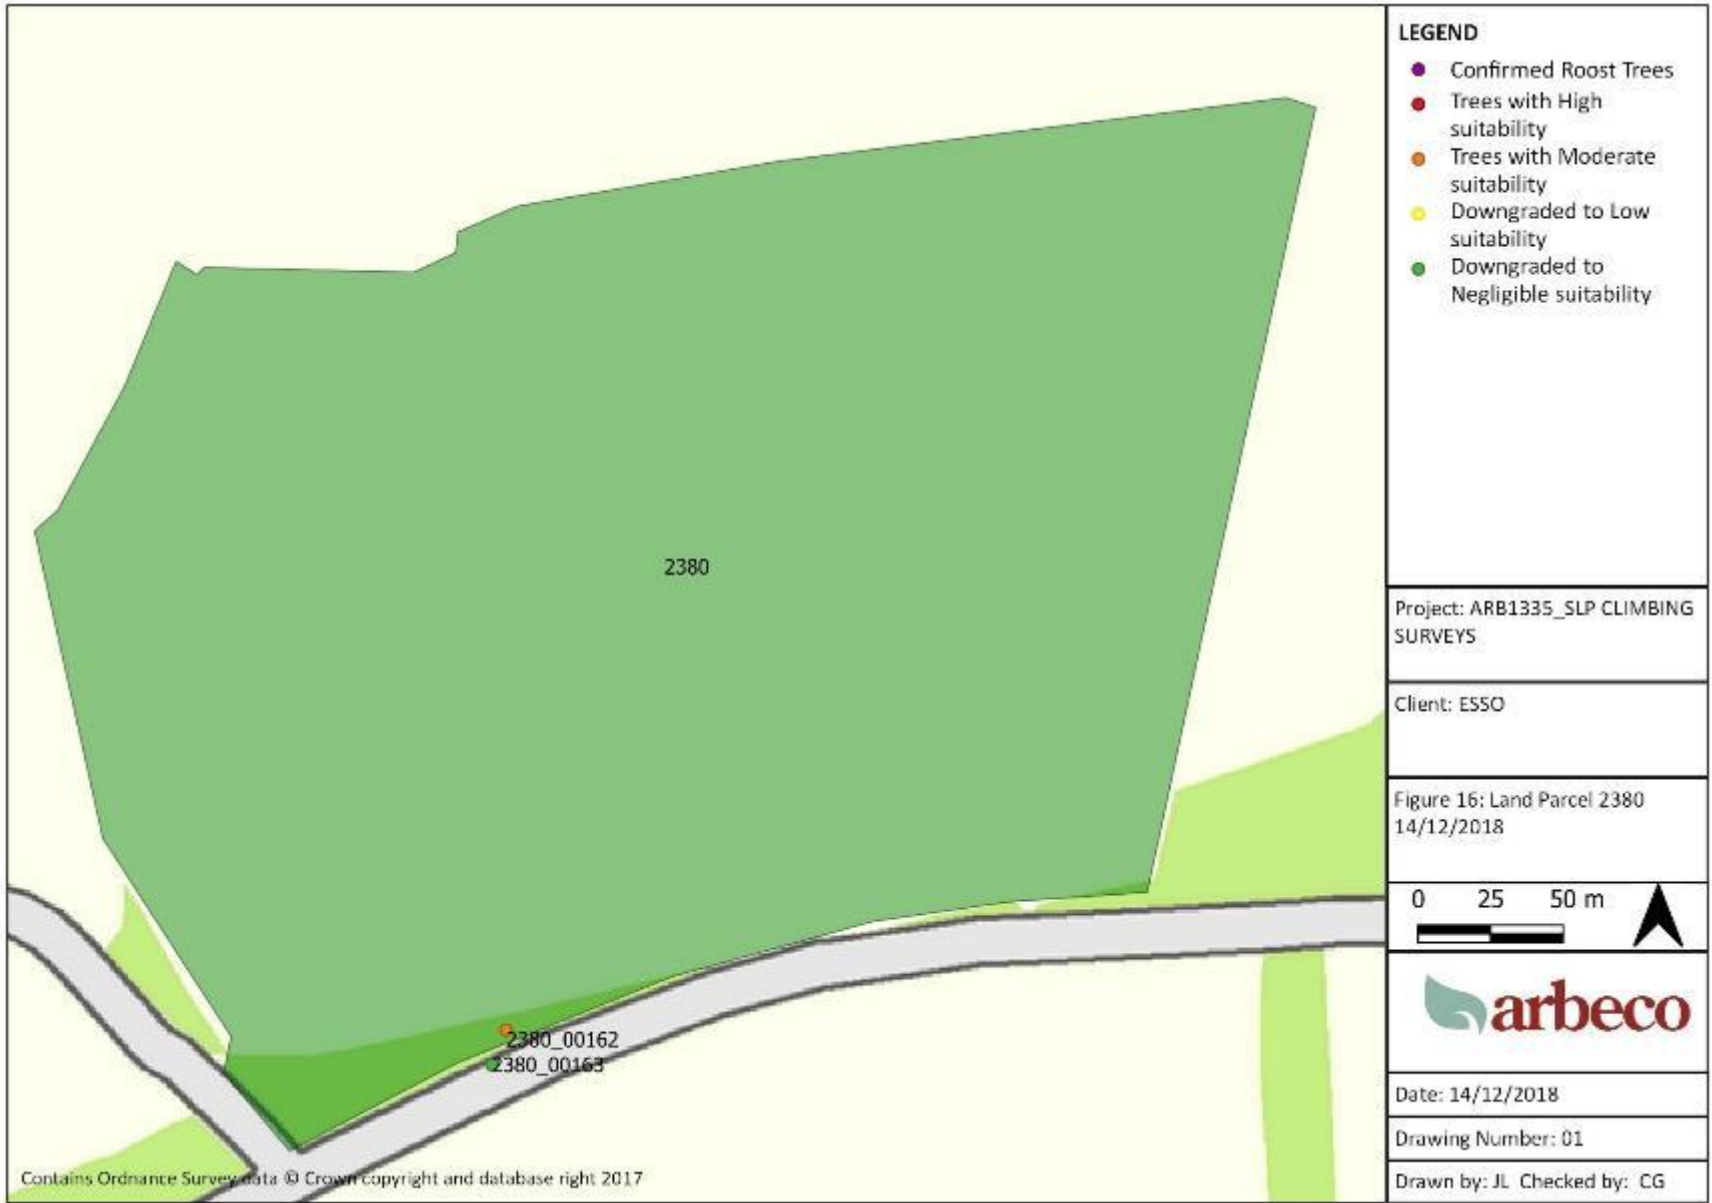 2380
2380_00162
2380_00163
Contains Ordnance Survey data © Crown copyright and database right 2017
LEGEND
Confirmed Roost Trees
Trees with High
suitability
Trees with Moderate
suitability
Downgraded to Low
suitability
Downgraded to
Negligible suitability
Project: ARB1335_SLP CLIMBING
SURVEYS
Client: ESSO
Figure 16: Land Parcel 2380
14/12/2018
0 25 50 m
arbeco
Date: 14/12/2018
Drawing Number: 01
Drawn by: JL Checked by: CG